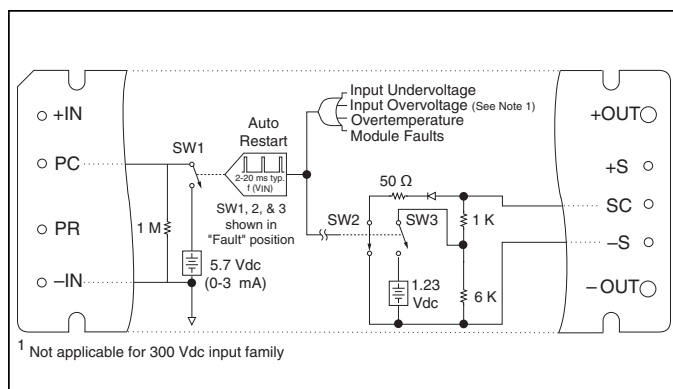 +IN
PC
PR
–IN
1 M
SW1
5.7 Vdc
(0-3 mA)
Auto
Restart
2-20 ms typ.
f (VIN)
SW1, 2, & 3
shown in
"Fault" position
Input Undervoltage
Input Overvoltage (See Note 1)
Overtemperature
Module Faults
50 Ω
SW2
SW3
1 K
1.23
Vdc
6 K
+OUT
+S
SC
–S
–OUT
1 Not applicable for 300 Vdc input family